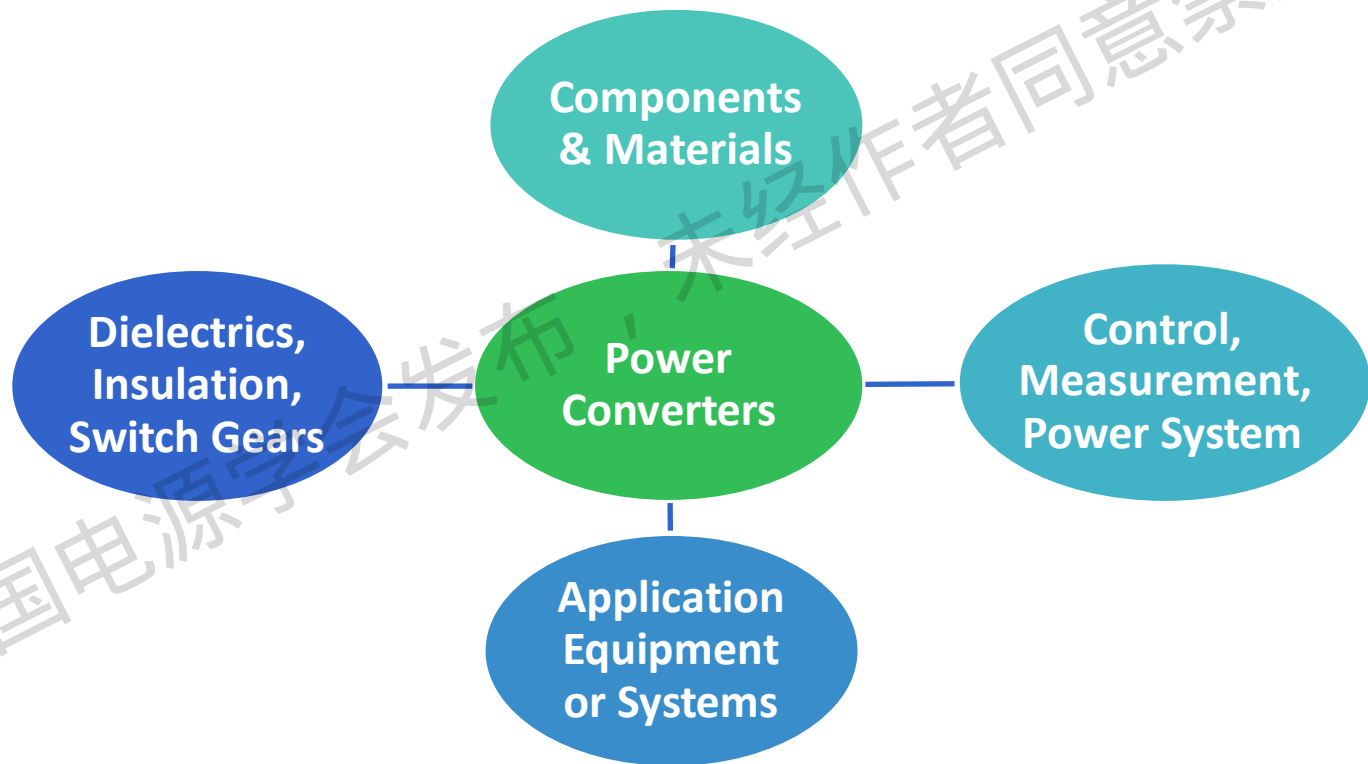 Components
& Materials
Dielectrics,
Insulation,
Switch Gears
Power
Converters
Control,
Measurement,
Power System
Application
Equipment
or Systems
国电源学会发布，未经作者同意